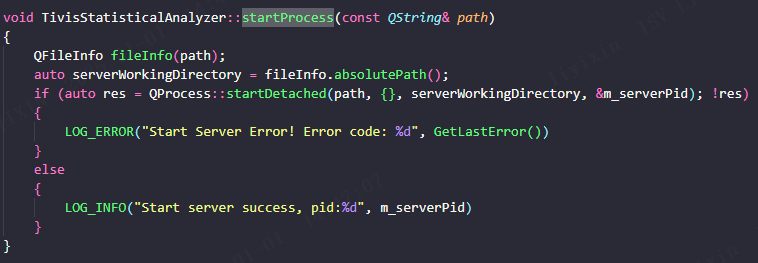 void TivisStatisticalAnalyzer::startProcess(const QString& path)
{
    QFileInfo fileInfo(path);
    auto serverWorkingDirectory = fileInfo.absolutePath();
    if (auto res = QProcess::startDetached(path, {}, serverWorkingDirectory, &m_serverPid); !res)
    {
        LOG_ERROR("Start Server Error! Error code: %d", GetLastError())
    }
    else
    {
        LOG_INFO("Start server success, pid:%d", m_serverPid)
    }
}